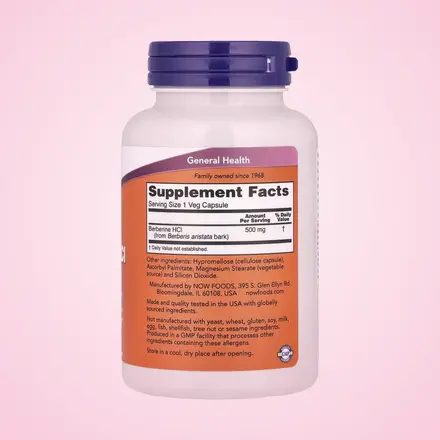 General Health
Family owned since 1968
Supplement Facts
Serving Size 1 Veg Capsule
Amount Per Serving % Daily Value
Berberine HCl 500 mg †
(from Berberis aristata bark)
† Daily Value not established.
Other ingredients: Hypromellose (cellulose capsule),
Ascorbyl Palmitate, Magnesium Stearate (vegetable
source) and Silicon Dioxide.
Manufactured by NOW FOODS, 395 S. Glen Ellyn Rd.
Bloomingdale, IL 60108, USA • nowfoods.com
Made and quality tested in the USA with globally
sourced ingredients.
Not manufactured with yeast, wheat, gluten, soy, milk,
egg, fish, shellfish, tree nut or sesame ingredients.
Produced in a GMP facility that processes other
ingredients containing these allergens.
Store in a cool, dry place after opening.